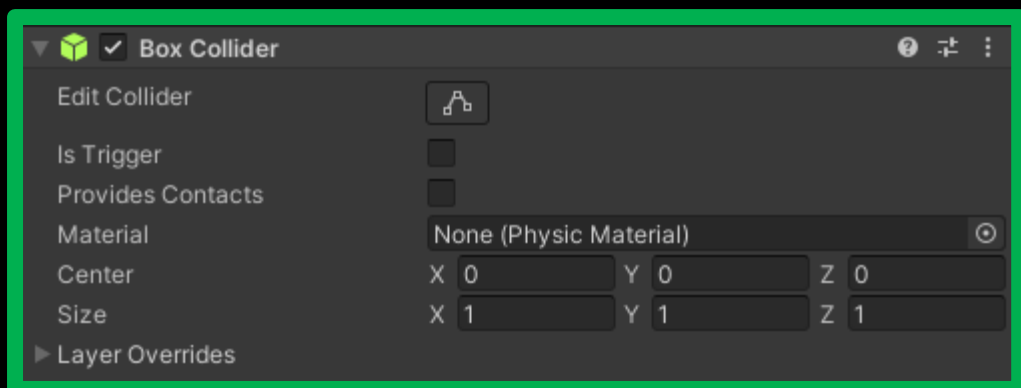 Box Collider
Edit Collider
Is Trigger
Provides Contacts
Material None (Physic Material)
Center X 0 Y 0 Z 0
Size X 1 Y 1 Z 1
Layer Overrides